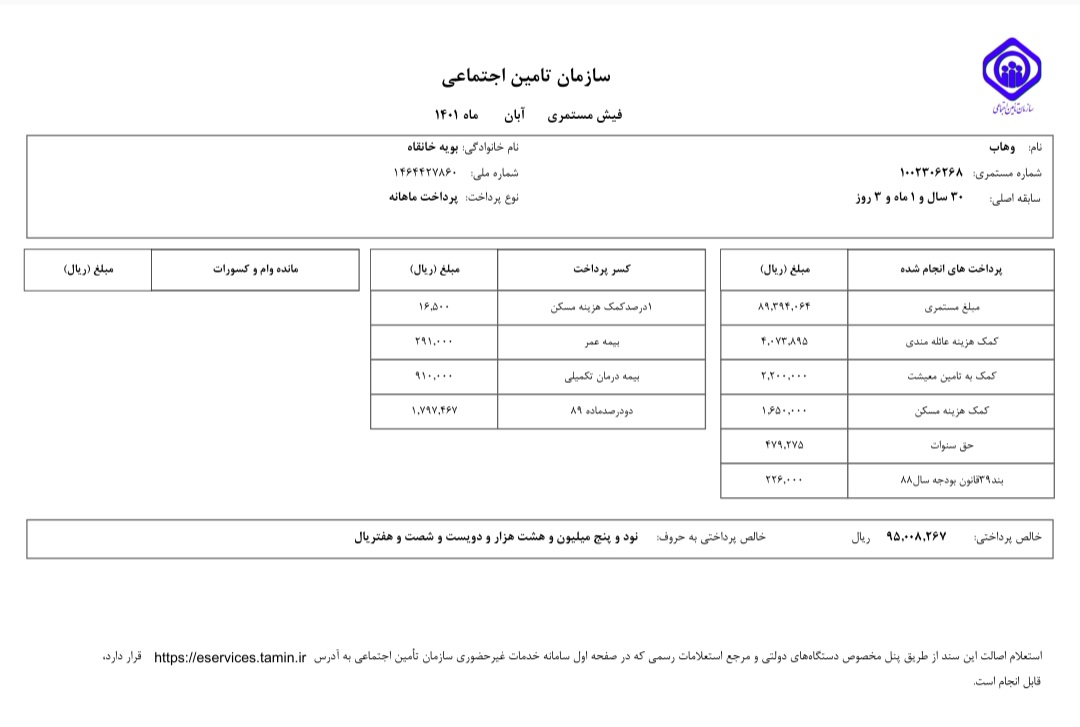 سازمان تامین اجتماعی
سازمان تامین اجتماعی
فیش مستمری آبان ماه ۱۴۰۱
نام: وهاب نام خانوادگی: بویه خانقاه
شماره مستمری: ۱۰۰۲۳۰۶۲۶۸ شماره ملی: ۱۴۶۴۴۲۷۸۶۰
سابقه اصلی: ۳۰ سال و ۱ ماه و ۳ روز نوع پرداخت: پرداخت ماهانه
پرداخت های انجام شده مبلغ (ریال)
مبلغ مستمری ۸۹,۳۹۴,۰۶۴
کمک هزینه عائله مندی ۴,۰۷۳,۸۹۵
کمک به تامین معیشت ۲,۲۰۰,۰۰۰
کمک هزینه مسکن ۱,۶۵۰,۰۰۰
حق سنوات ۴۷۹,۲۷۵
بند۳۹قانون بودجه سال۸۸ ۲۲۶,۰۰۰
کسر پرداخت مبلغ (ریال)
۱درصدکمک هزینه مسکن ۱۶,۵۰۰
بیمه عمر ۲۹۱,۰۰۰
بیمه درمان تکمیلی ۹۱۰,۰۰۰
دودرصدماده ۸۹ ۱,۷۹۷,۴۶۷
مانده وام و کسورات مبلغ (ریال)
خالص پرداختی: ۹۵,۰۰۸,۲۶۷ ریال خالص پرداختی به حروف: نود و پنج میلیون و هشت هزار و دویست و شصت و هفتریال
استعلام اصالت این سند از طریق پنل مخصوص دستگاه‌های دولتی و مرجع استعلامات رسمی که در صفحه اول سامانه خدمات غیرحضوری سازمان تأمین اجتماعی به آدرس https://eservices.tamin.ir قرار دارد،
قابل انجام است.